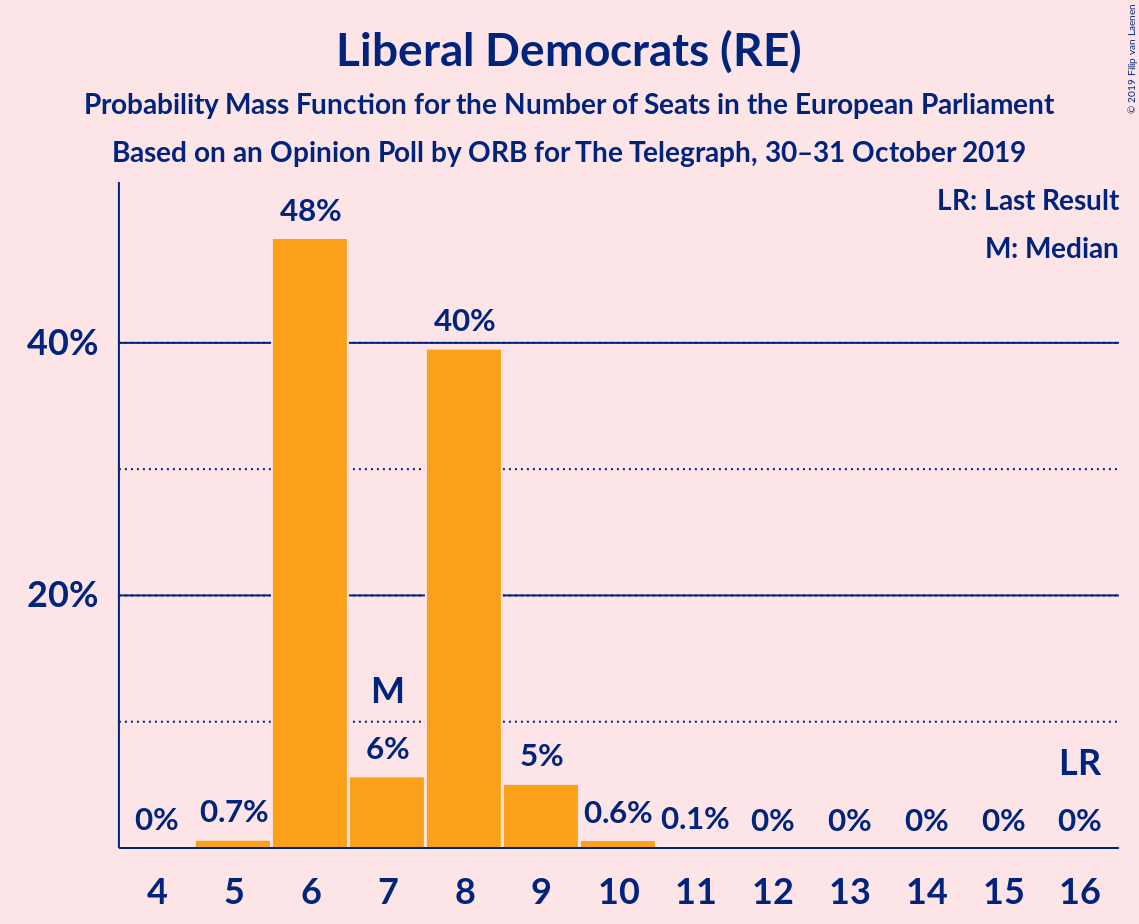 Liberal Democrats (RE)
Probability Mass Function for the Number of Seats in the European Parliament
Based on an Opinion Poll by ORB for The Telegraph, 30–31 October 2019
© 2019 Filip van Laenen
LR: Last Result
M: Median
48%
40%
40%
20%
M
6%
5%
LR
0%
0.7%
0.6%
0.1%
0%
0%
0%
0%
0%
4 5 6 7 8 9 10 11 12 13 14 15 16